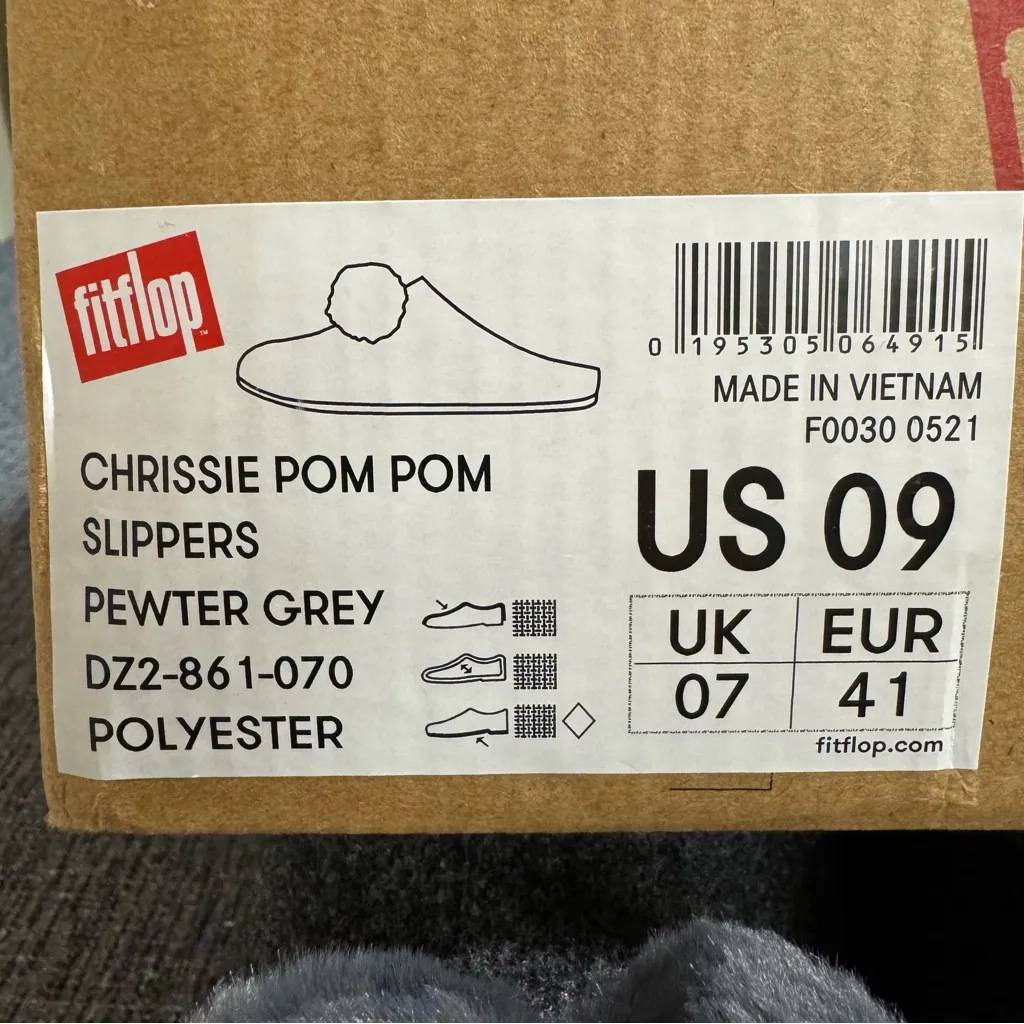 fitflop™
0 195305 064915
MADE IN VIETNAM
F0030 0521
CHRISSIE POM POM
SLIPPERS
PEWTER GREY
DZ2-861-070
POLYESTER
US 09
UK EUR
07 41
fitflop.com